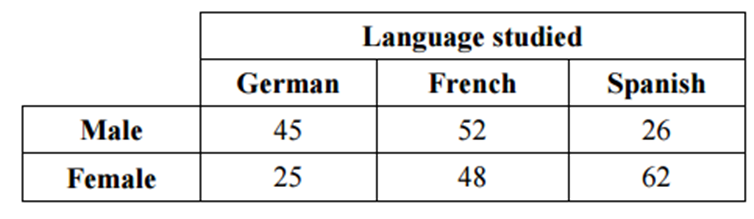 Language studied
German French Spanish
Male 45 52 26
Female 25 48 62